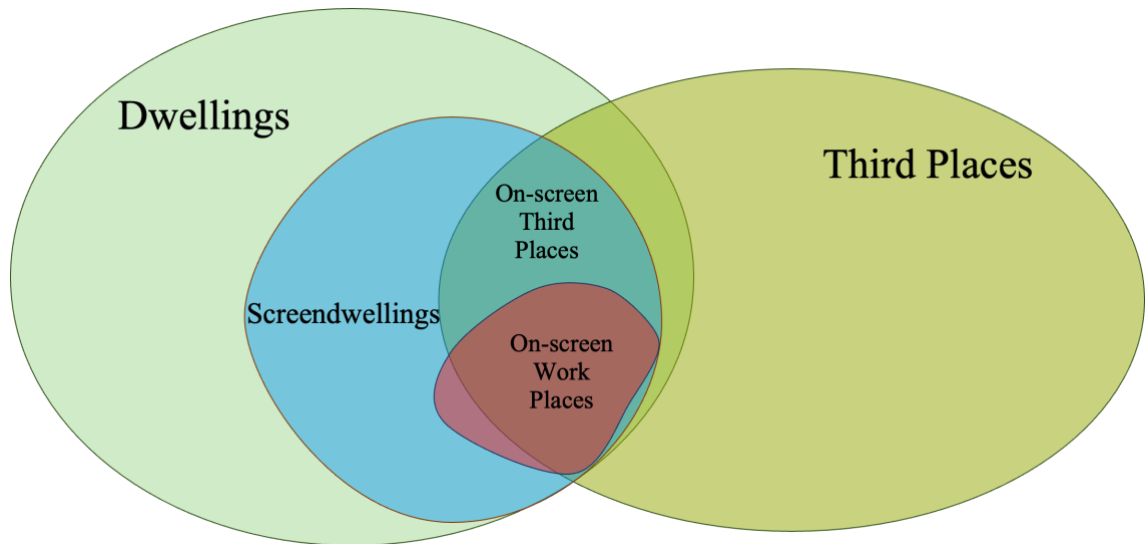 Dwellings
Third Places
On-screen
Third
Places
Screendwellings
On-screen
Work
Places